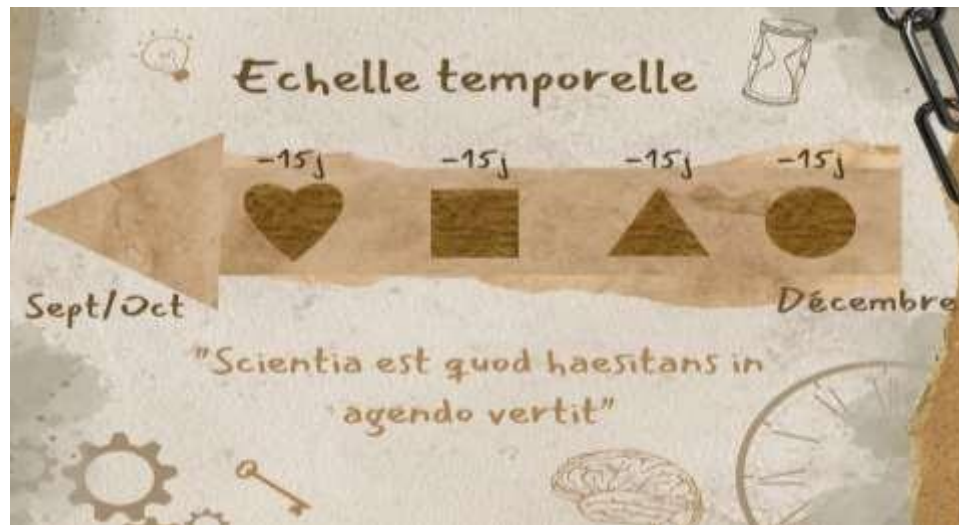 Echelle temporelle
-15j -15j -15j -15j
Sept/Oct Décembre
"Scientia est quod haesitans in
agendo vertit"